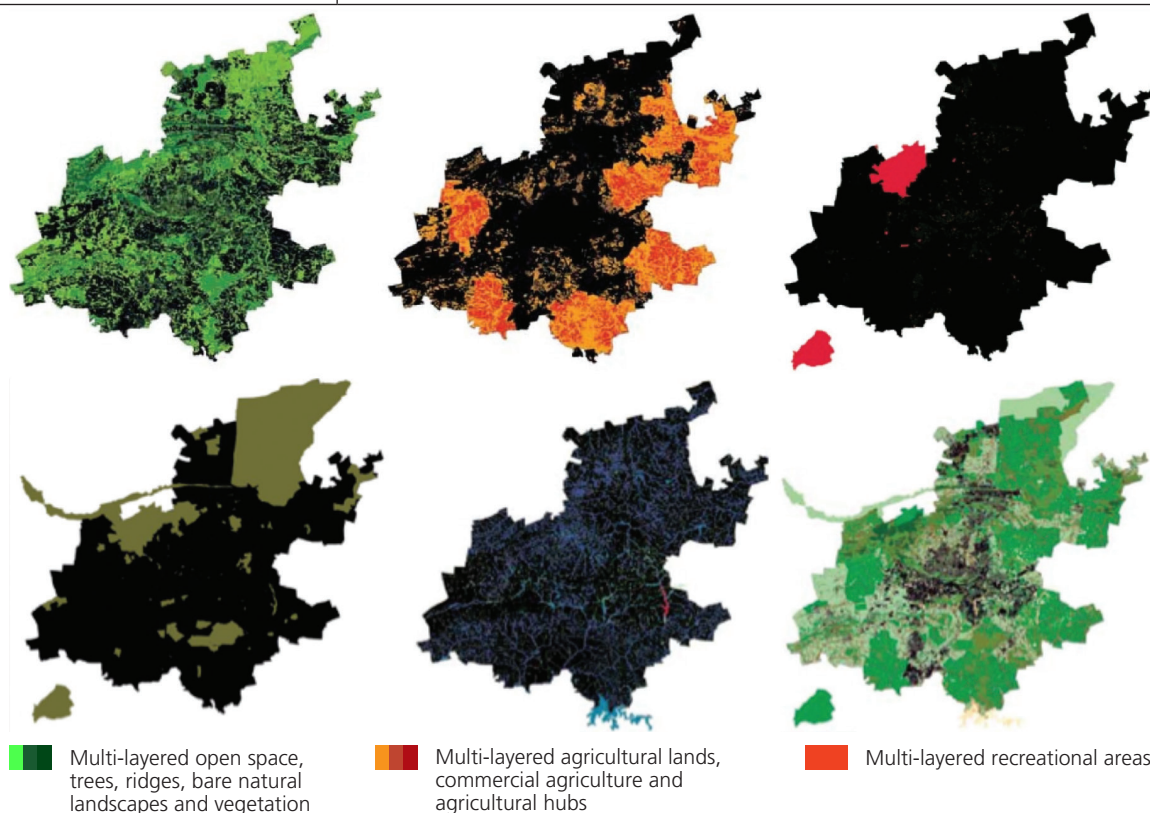 Multi-layered open space,
trees, ridges, bare natural
landscapes and vegetation
Multi-layered agricultural lands,
commercial agriculture and
agricultural hubs
Multi-layered recreational areas